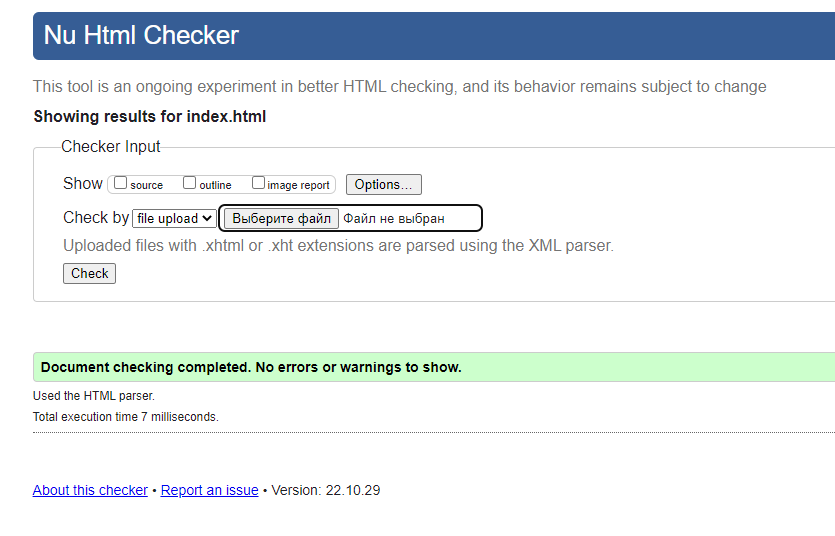 Nu Html Checker
This tool is an ongoing experiment in better HTML checking, and its behavior remains subject to change
Showing results for index.html
Checker Input
Show source outline image report Options...
Check by file upload Выберите файл Файл не выбран
Uploaded files with .xhtml or .xht extensions are parsed using the XML parser.
Check
Document checking completed. No errors or warnings to show.
Used the HTML parser.
Total execution time 7 milliseconds.
About this checker • Report an issue • Version: 22.10.29